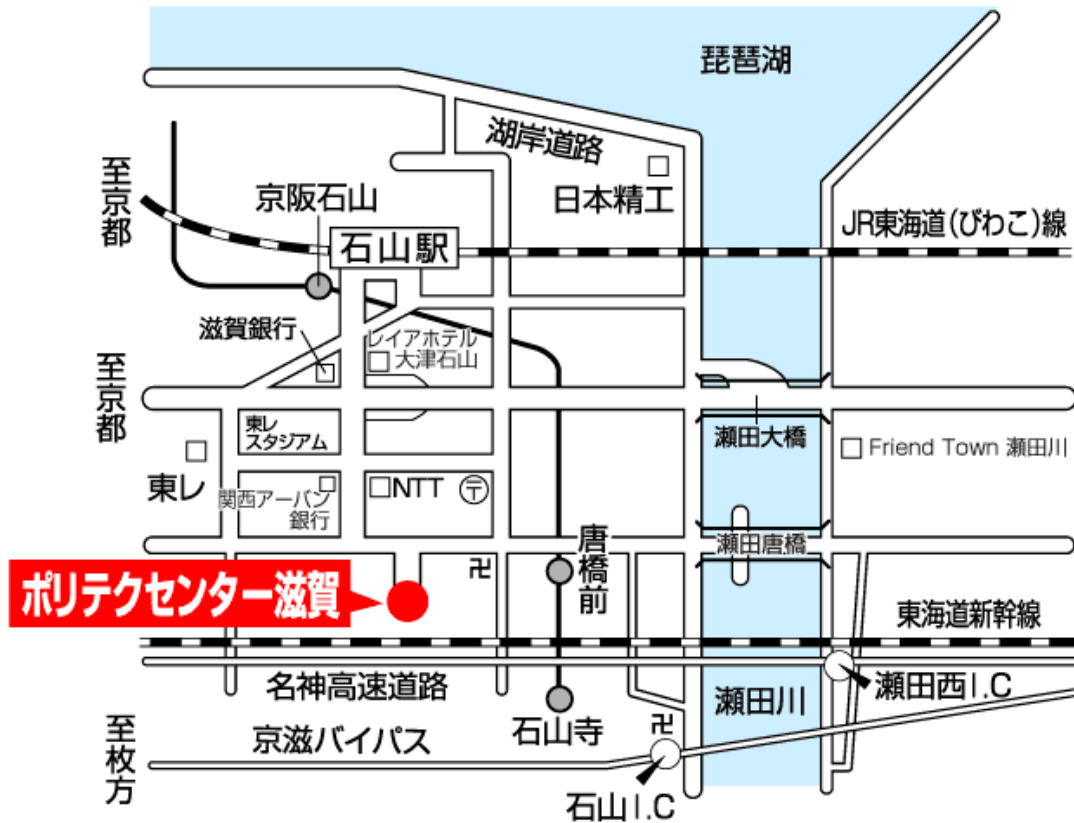 琵琶湖
湖岸道路
日本精工
至京都
京阪石山
石山駅
JR東海道(びわこ)線
滋賀銀行
レイアホテル
大津石山
至京都
東レ
スタジアム
瀬田大橋
Friend Town 瀬田川
東レ
関西アーバン
銀行
NTT
〒
唐橋前
瀬田唐橋
卍
ポリテクセンター滋賀
東海道新幹線
名神高速道路
瀬田西I.C
瀬田川
至枚方
京滋バイパス
石山寺
卍
石山I.C